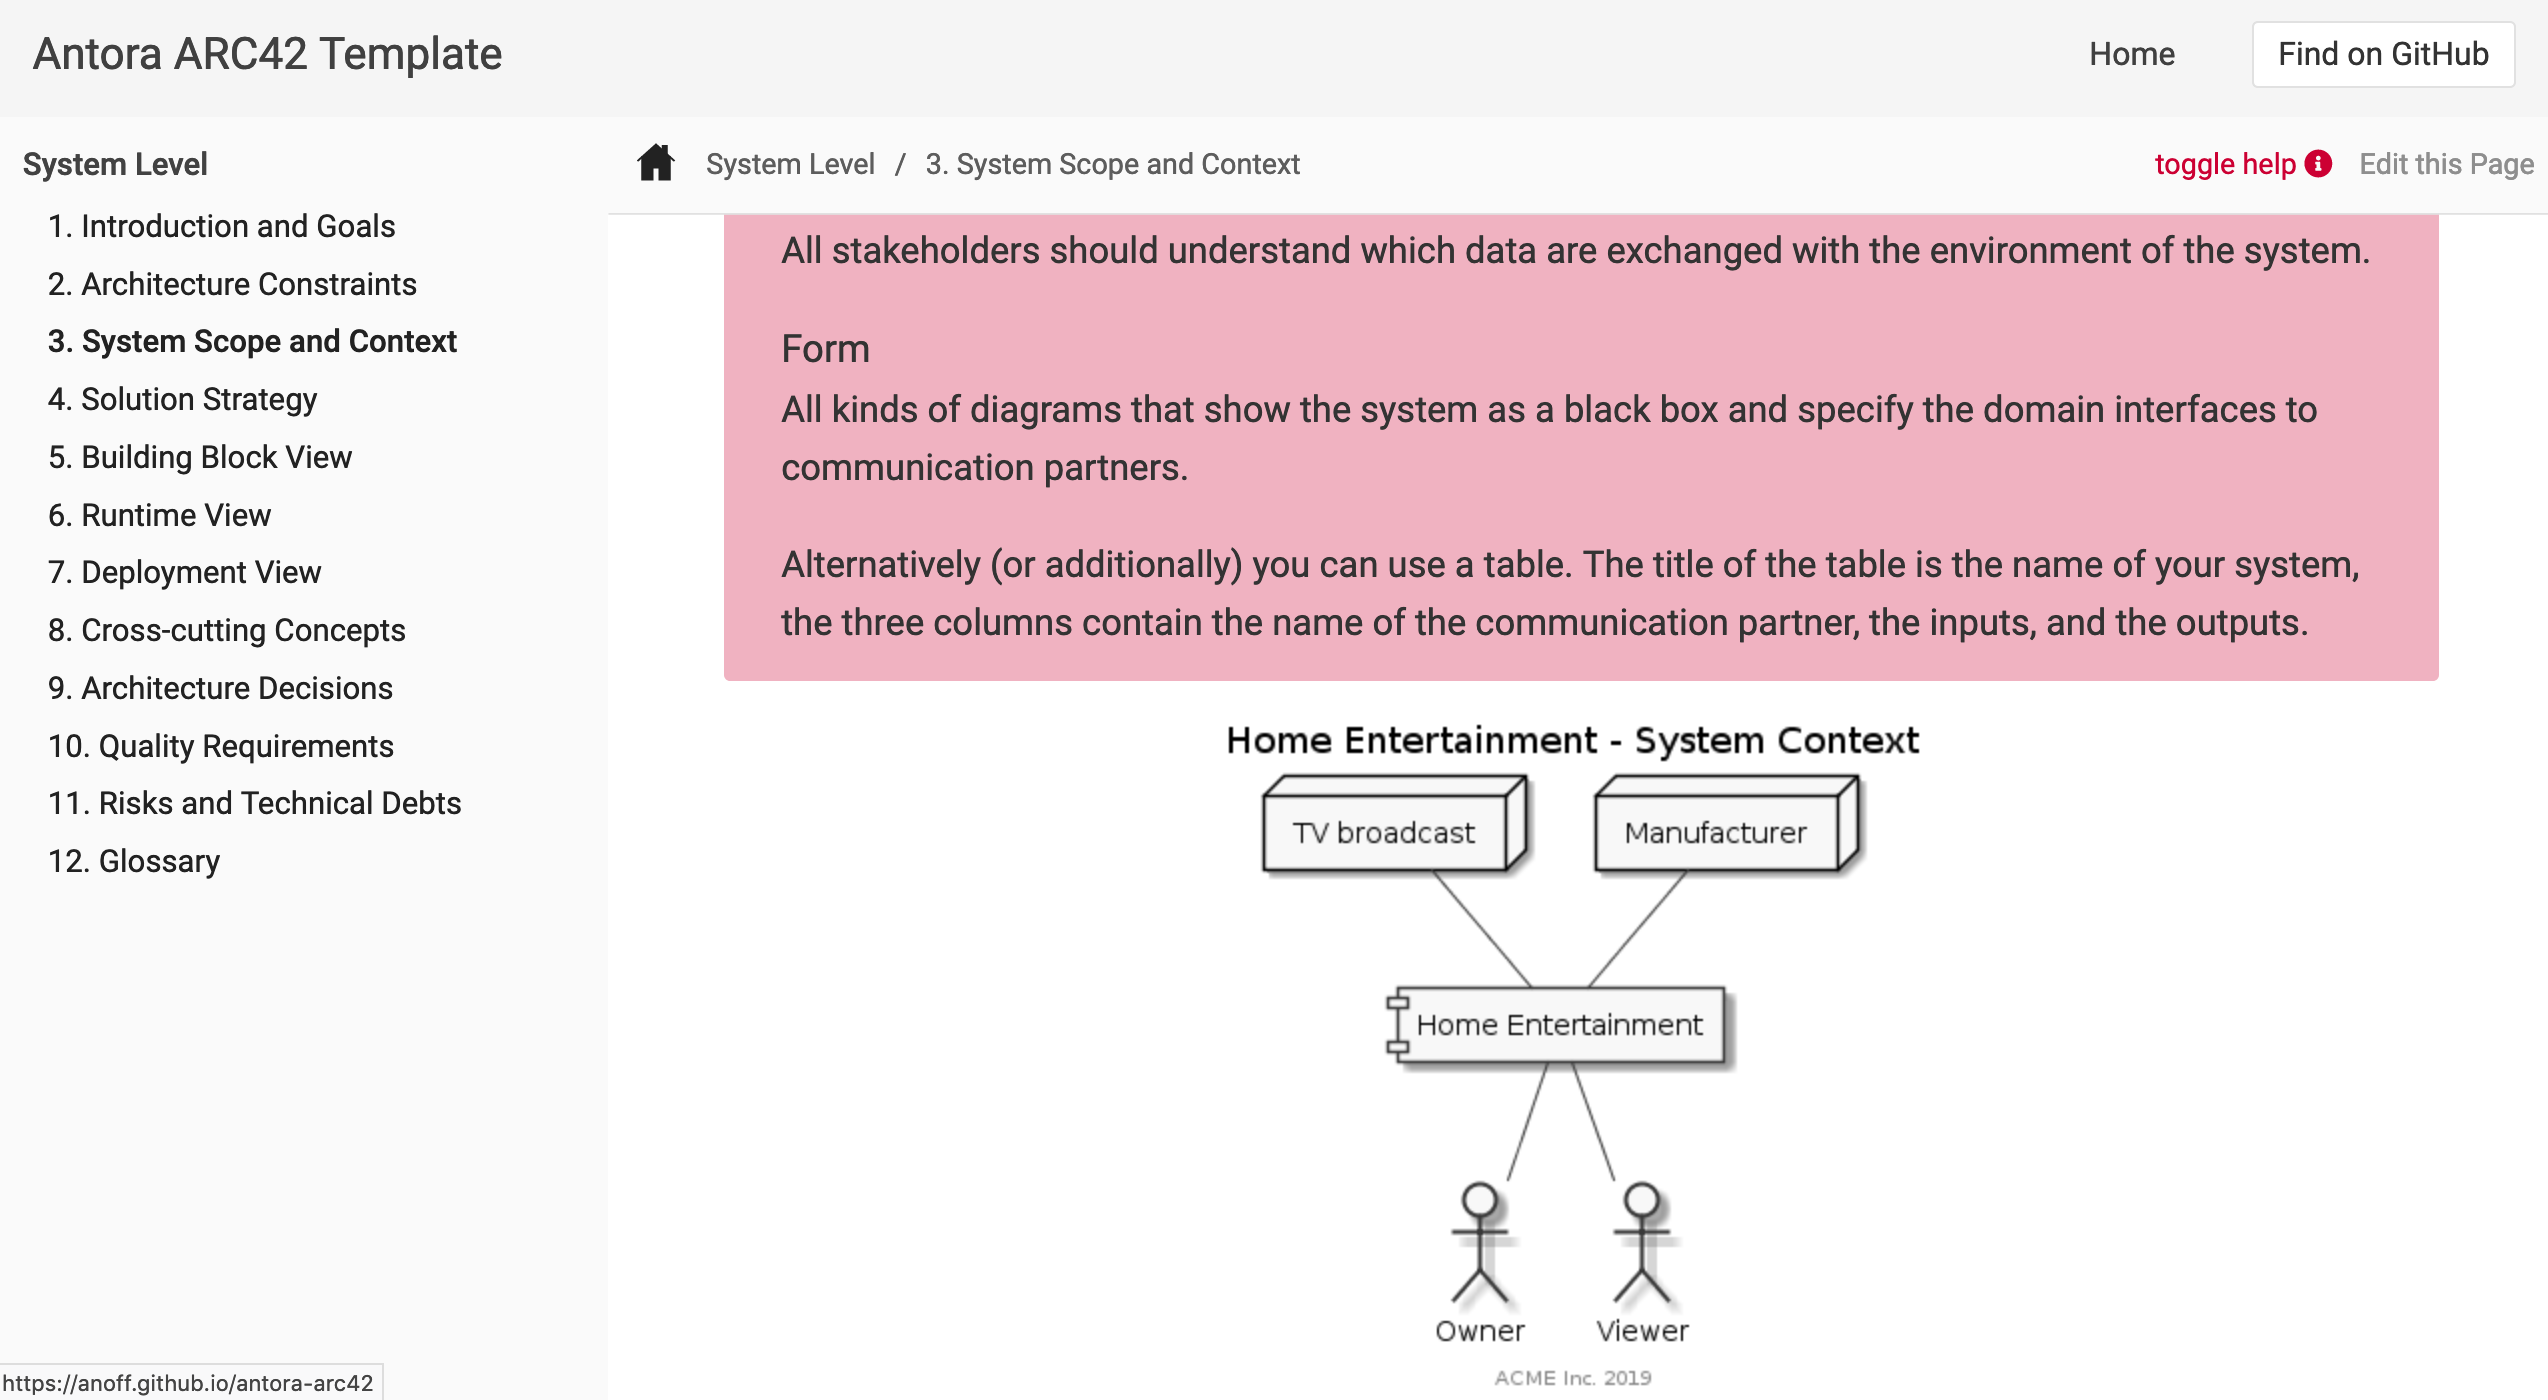 Antora ARC42 Template
Home
Find on GitHub
System Level
1. Introduction and Goals
2. Architecture Constraints
3. System Scope and Context
4. Solution Strategy
5. Building Block View
6. Runtime View
7. Deployment View
8. Cross-cutting Concepts
9. Architecture Decisions
10. Quality Requirements
11. Risks and Technical Debts
12. Glossary
System Level / 3. System Scope and Context
toggle help
Edit this Page
All stakeholders should understand which data are exchanged with the environment of the system.
Form
All kinds of diagrams that show the system as a black box and specify the domain interfaces to
communication partners.
Alternatively (or additionally) you can use a table. The title of the table is the name of your system,
the three columns contain the name of the communication partner, the inputs, and the outputs.
Home Entertainment - System Context
TV broadcast
Manufacturer
Home Entertainment
Owner
Viewer
ACME Inc. 2019
https://anoff.github.io/antora-arc42